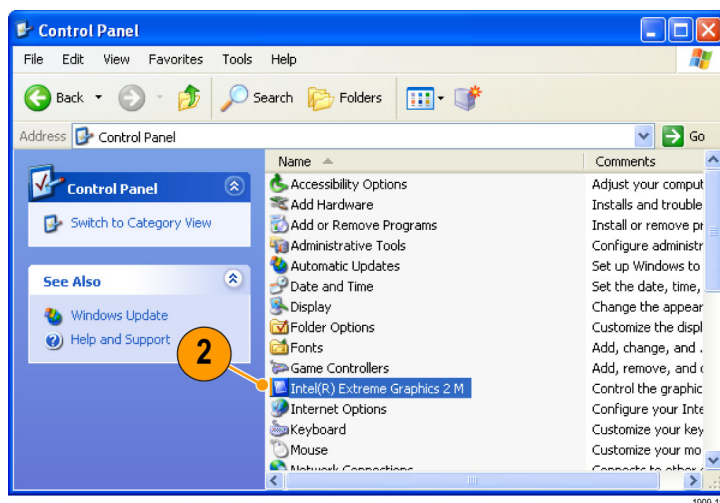 Control Panel
File Edit View Favorites Tools Help
Back Search Folders
Address Control Panel Go
Control Panel
Switch to Category View
See Also
Windows Update
Help and Support
2
Name Comments
Accessibility Options Adjust your comput
Add Hardware Installs and trouble
Add or Remove Programs Install or remove pr
Administrative Tools Configure administr
Automatic Updates Set up Windows to
Date and Time Set the date, time,
Display Change the appear
Folder Options Customize the displ
Fonts Add, change, and
Game Controllers Add, remove, and c
Intel(R) Extreme Graphics 2 M Control the graphic
Internet Options Configure your Inte
Keyboard Customize your key
Mouse Customize your mo
Network Connections Connects to other